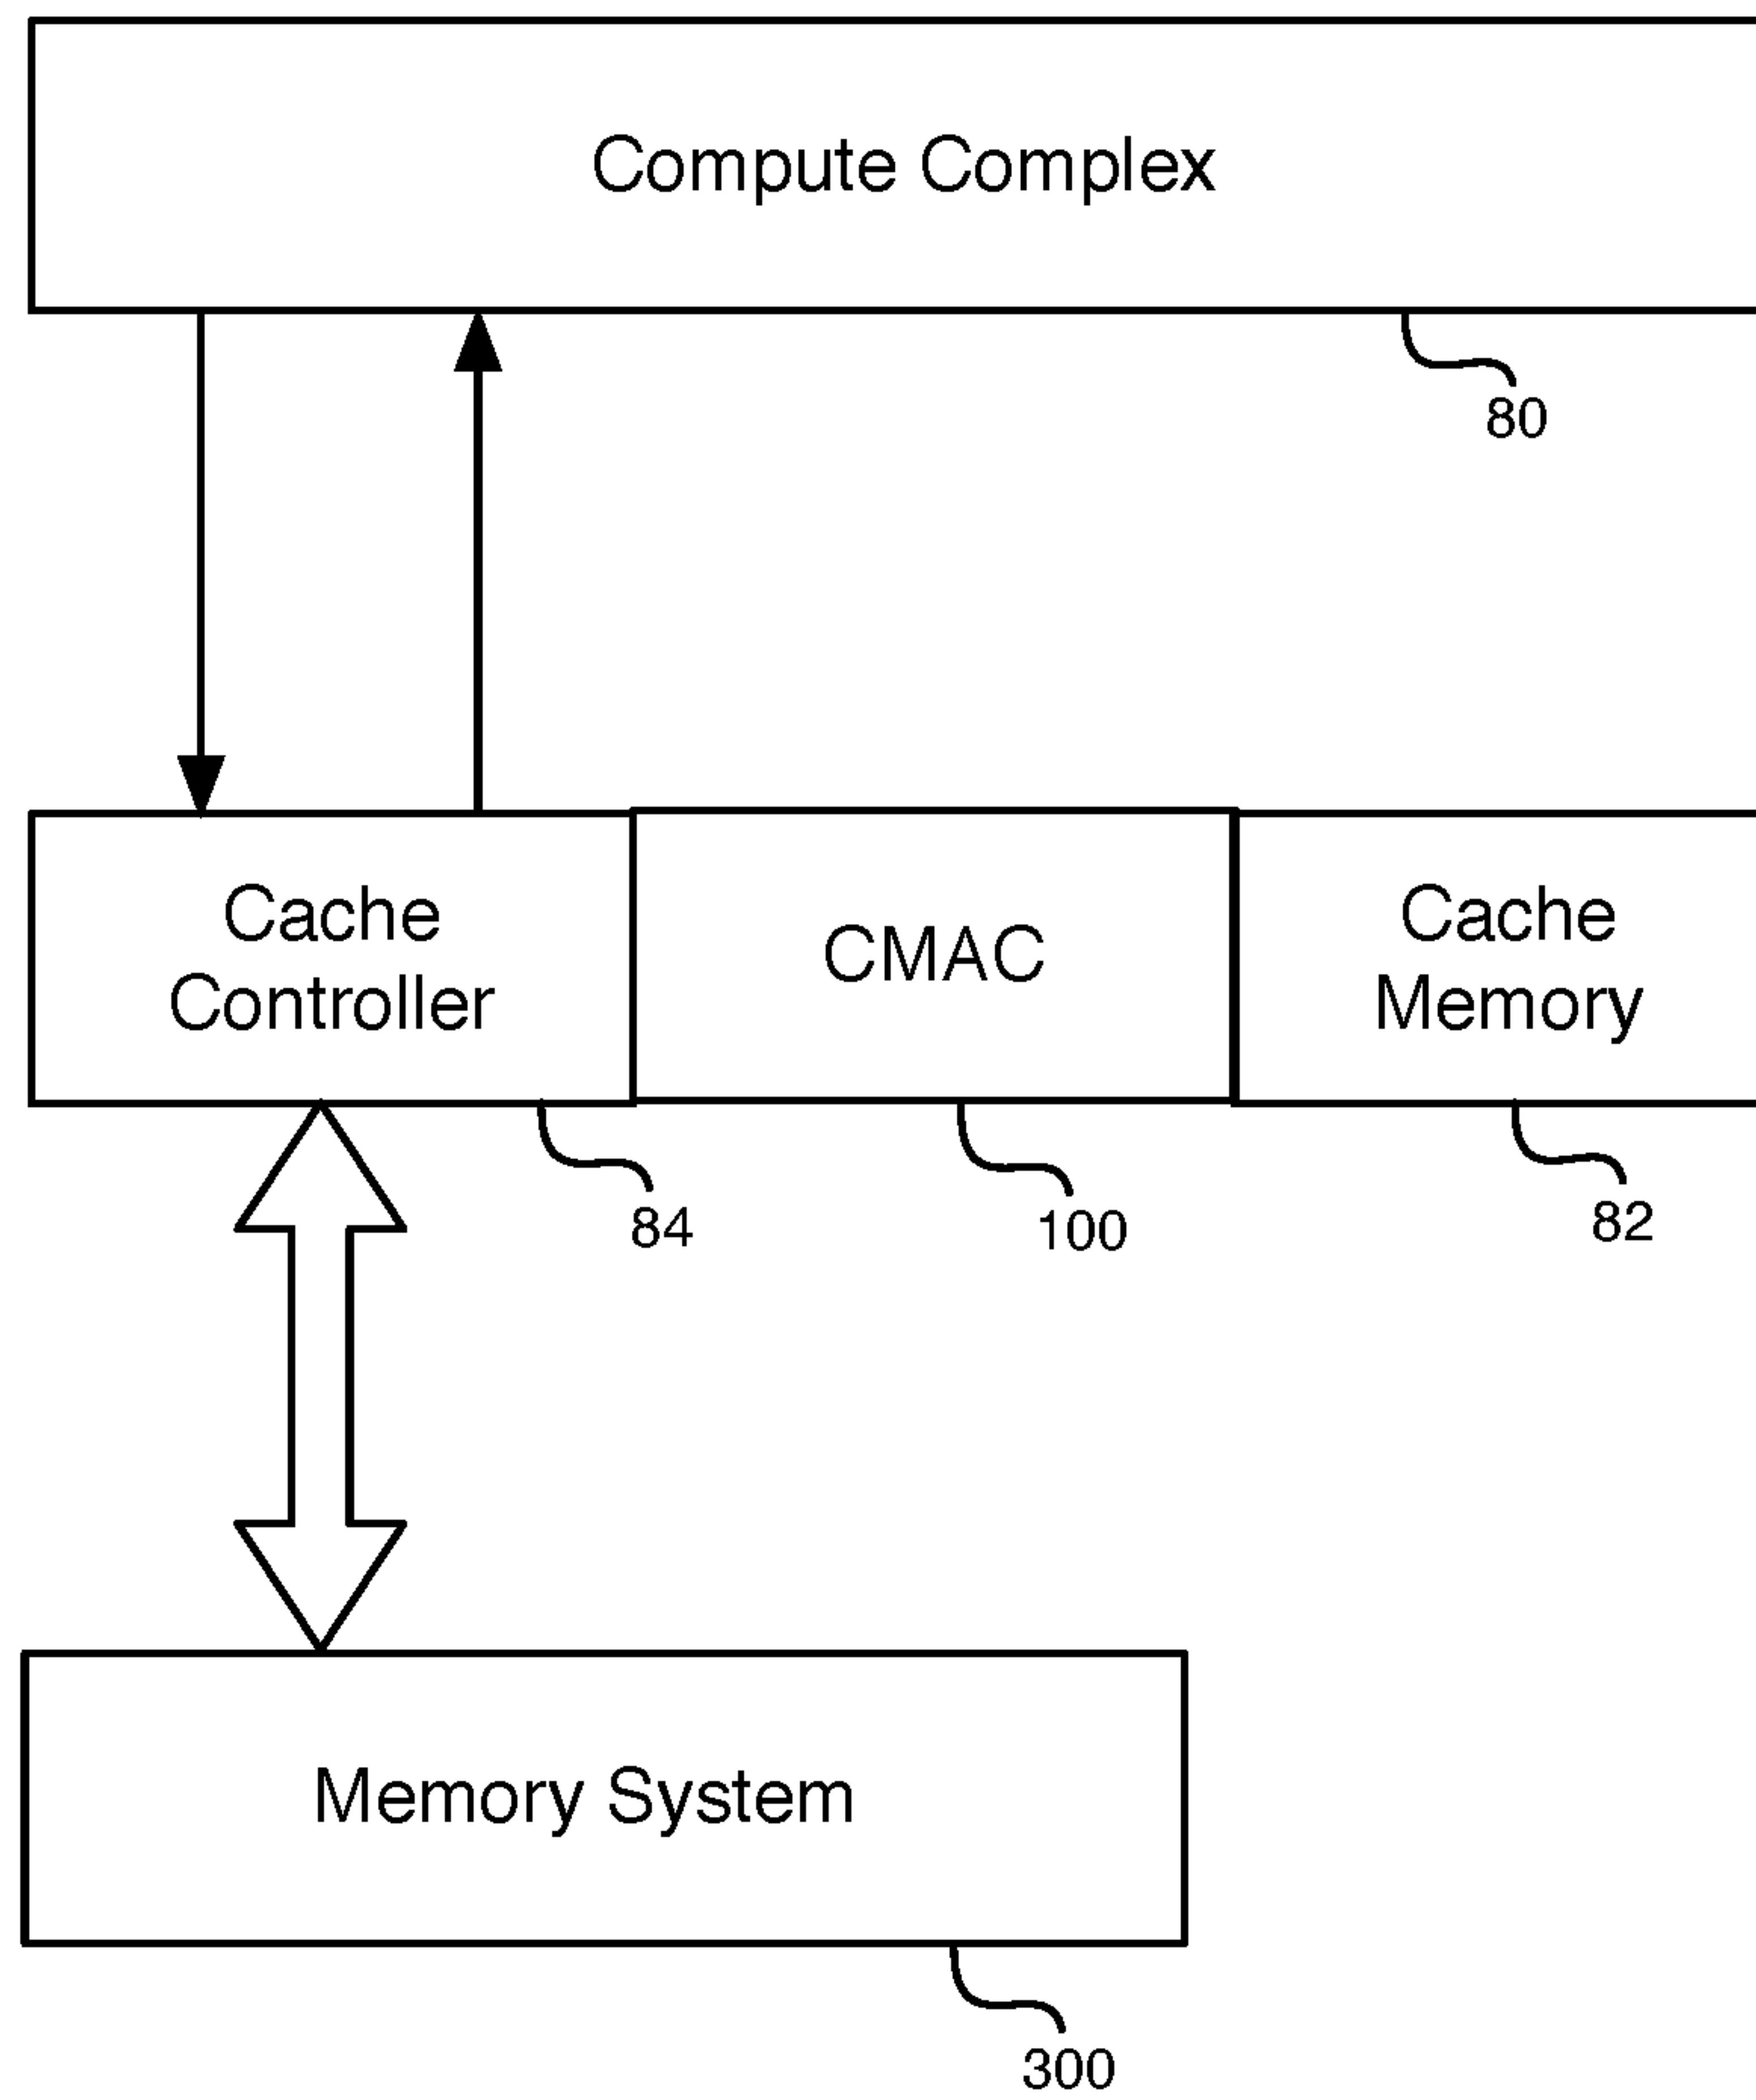 Compute Complex
80
Cache
Controller
CMAC
Cache
Memory
84
100
82
Memory System
300